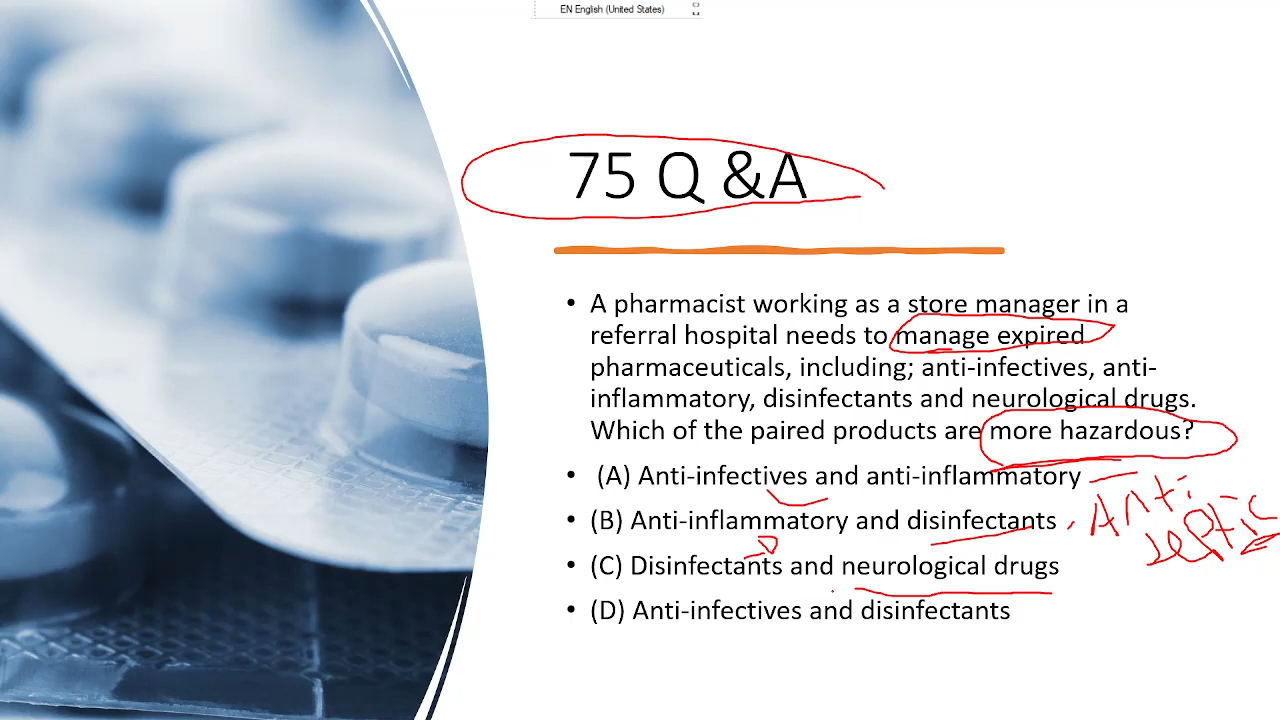 EN English (United States)
75 Q &A
• A pharmacist working as a store manager in a
referral hospital needs to manage expired
pharmaceuticals, including; anti-infectives, anti-
inflammatory, disinfectants and neurological drugs.
Which of the paired products are more hazardous?
• (A) Anti-infectives and anti-inflammatory
• (B) Anti-inflammatory and disinfectants
• (C) Disinfectants and neurological drugs
• (D) Anti-infectives and disinfectants
Anti
septic